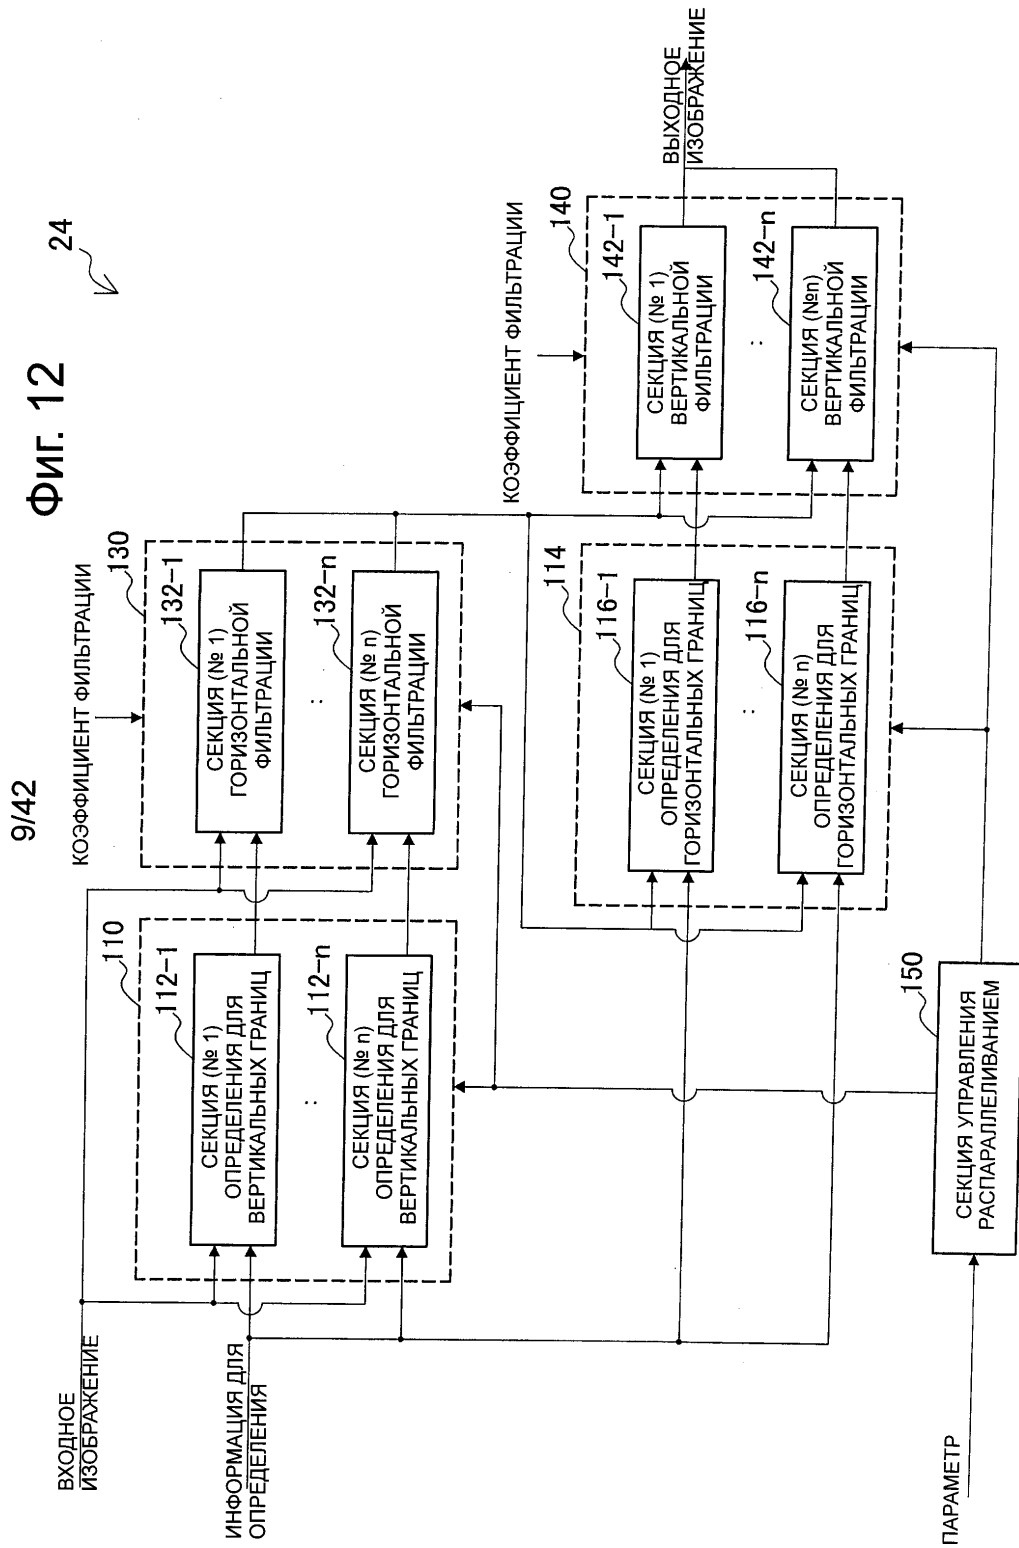 9/42
Фиг. 12
24
ВХОДНОЕ
ИЗОБРАЖЕНИЕ
ИНФОРМАЦИЯ ДЛЯ
ОПРЕДЕЛЕНИЯ
110
112-1
СЕКЦИЯ (№ 1)
ОПРЕДЕЛЕНИЯ ДЛЯ
ВЕРТИКАЛЬНЫХ ГРАНИЦ
112-n
СЕКЦИЯ (№ n)
ОПРЕДЕЛЕНИЯ ДЛЯ
ВЕРТИКАЛЬНЫХ ГРАНИЦ
КОЭФФИЦИЕНТ ФИЛЬТРАЦИИ
130
132-1
СЕКЦИЯ (№ 1)
ГОРИЗОНТАЛЬНОЙ
ФИЛЬТРАЦИИ
132-n
СЕКЦИЯ (№ n)
ГОРИЗОНТАЛЬНОЙ
ФИЛЬТРАЦИИ
114
116-1
СЕКЦИЯ (№ 1)
ОПРЕДЕЛЕНИЯ ДЛЯ
ГОРИЗОНТАЛЬНЫХ ГРАНИЦ
116-n
СЕКЦИЯ (№ n)
ОПРЕДЕЛЕНИЯ ДЛЯ
ГОРИЗОНТАЛЬНЫХ ГРАНИЦ
КОЭФФИЦИЕНТ ФИЛЬТРАЦИИ
140
142-1
СЕКЦИЯ (№ 1)
ВЕРТИКАЛЬНОЙ
ФИЛЬТРАЦИИ
142-n
СЕКЦИЯ (№n)
ВЕРТИКАЛЬНОЙ
ФИЛЬТРАЦИИ
ВЫХОДНОЕ
ИЗОБРАЖЕНИЕ
ПАРАМЕТР
150
СЕКЦИЯ УПРАВЛЕНИЯ
РАСПАРАЛЛЕЛИВАНИЕМ